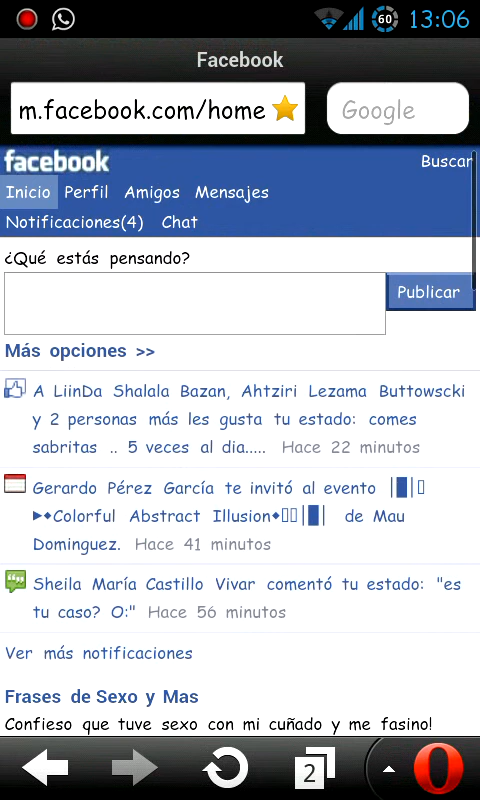 60 13:06
Facebook
m.facebook.com/home
Google
facebook
Buscar
Inicio Perfil Amigos Mensajes
Notificaciones(4) Chat
¿Qué estás pensando?
Publicar
Más opciones >>
A LiinDa Shalala Bazan, Ahtziri Lezama Buttowscki
y 2 personas más les gusta tu estado: comes
sabritas .. 5 veces al dia..... Hace 22 minutos
Gerardo Pérez García te invitó al evento │█│▯
▶◆Colorful Abstract Illusion◆▯▯│█│ de Mau
Dominguez. Hace 41 minutos
Sheila María Castillo Vivar comentó tu estado: "es
tu caso? O:" Hace 56 minutos
Ver más notificaciones
Frases de Sexo y Mas
Confieso que tuve sexo con mi cuñado y me fasino!
2